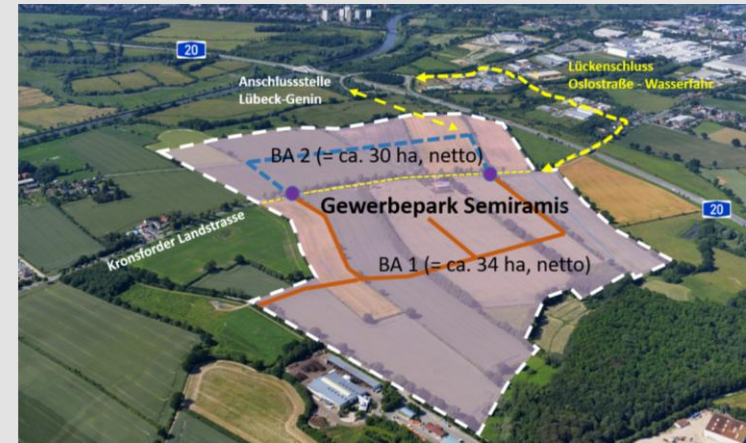 20
Anschlussstelle
Lübeck-Genin
Lückenschluss
Oslostraße - Wasserfahr
BA 2 (= ca. 30 ha, netto)
Gewerbepark Semiramis
20
Kronsforder Landstrasse
BA 1 (= ca. 34 ha, netto)